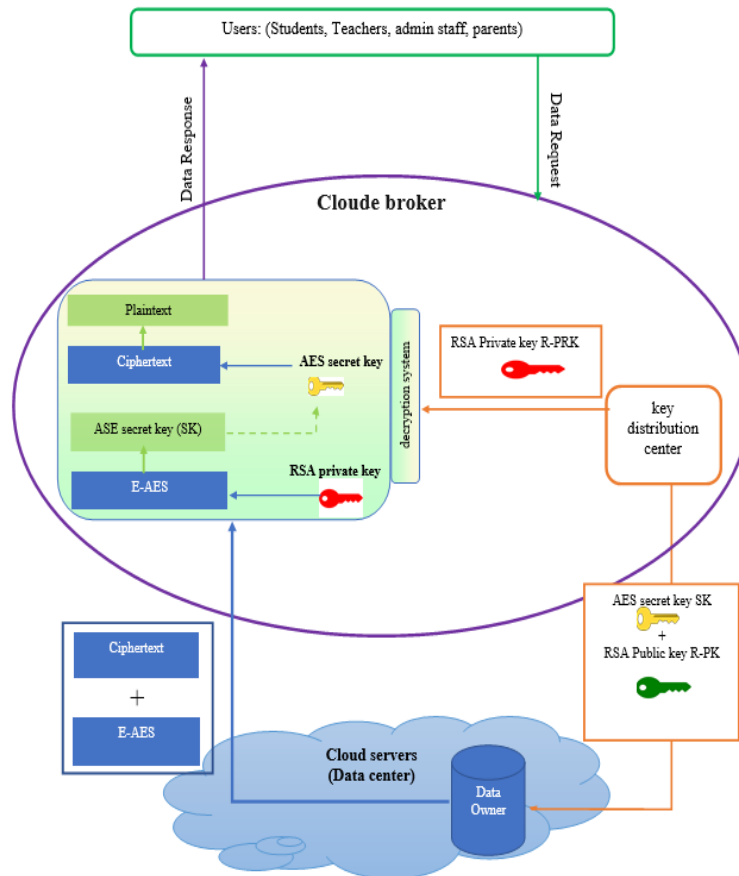 Users: (Students, Teachers, admin staff, parents)
Data Response
Data Request
Cloude broker
Plaintext
Ciphertext
AES secret key
ASE secret key (SK)
E-AES
RSA private key
decryption system
RSA Private key R-PRK
key
distribution
center
AES secret key SK
+
RSA Public key R-PK
Ciphertext
+
E-AES
Cloud servers
(Data center)
Data
Owner